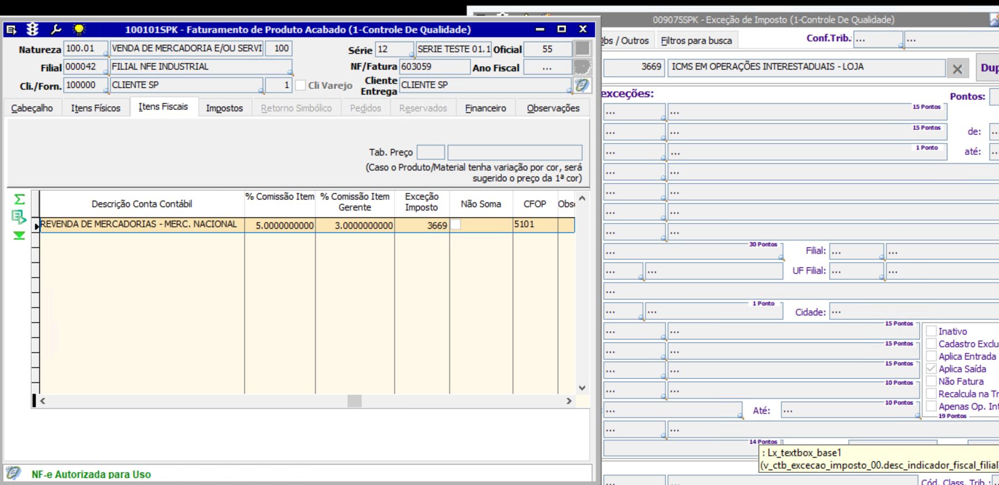 100101SPK - Faturamento de Produto Acabado (1-Controle De Qualidade)
Natureza 100.01 VENDA DE MERCADORIA E/OU SERVI 100 Série 12 SERIE TESTE 01.1 Oficial 55
Filial 000042 FILIAL NFE INDUSTRIAL NF/Fatura 603059 Ano Fiscal ...
Cli./Forn. 100000 CLIENTE SP 1 Cli Varejo Cliente Entrega CLIENTE SP
Cabeçalho Itens Físicos Itens Fiscais Impostos Retorno Simbólico Pedidos Reservados Financeiro Observações
Tab. Preço
(Caso o Produto/Material tenha variação por cor, será
sugerido o preço da 1ª cor)
Descrição Conta Contábil % Comissão Item % Comissão Item Gerente Exceção Imposto Não Soma CFOP Obs
REVENDA DE MERCADORIAS - MERC. NACIONAL 5.0000000000 3.0000000000 3669 5101
NF-e Autorizada para Uso
009075SPK - Exceção de Imposto (1-Controle De Qualidade)
Obs / Outros Filtros para busca Conf.Trib.: ... ...
3669 ICMS EM OPERAÇÕES INTERESTADUAIS - LOJA Dup
exceções: Pontos:
... ... 15 Pontos
... ... 15 Pontos de: ...
... ... 1 Ponto até: ...
... ...
... ...
... ...
... ...
... 30 Pontos Filial: ... ...
... ... UF Filial: ... ...
...
... ... 1 Ponto Cidade: ...
... ... 15 Pontos Inativo
Cadastro Exclu
... ... 15 Pontos Aplica Entrada
... ... 15 Pontos Aplica Saída
... ... 10 Pontos Não Fatura
Recalcula na Tr
... Até: ... 10 Pontos Apenas Op. Int
19 Pontos
... ...
14 Pontos
: Lx_textbox_base1
(v_ctb_excecao_imposto_00.desc_indicador_fiscal_filial)
... ... Cód. Class. Trib.: ...